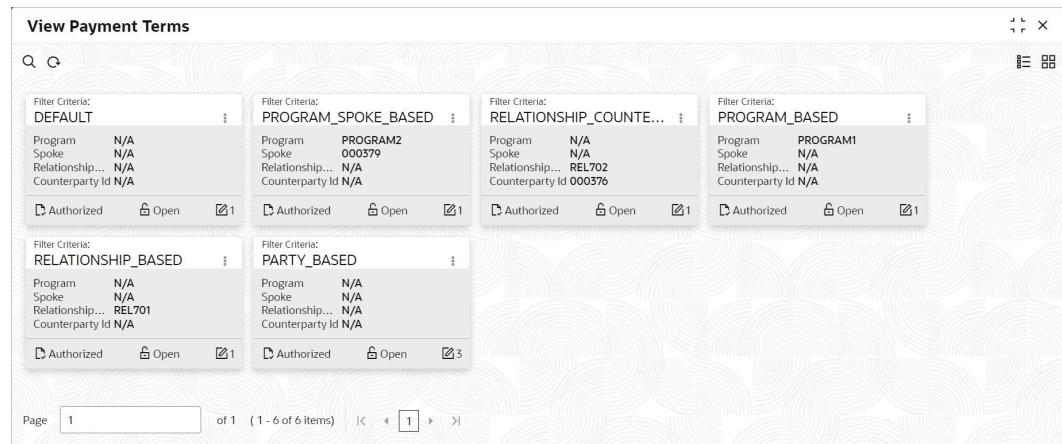 View Payment Terms
Filter Criteria:
DEFAULT
Program N/A
Spoke N/A
Relationship... N/A
Counterparty Id N/A
Authorized Open 1
Filter Criteria:
PROGRAM_SPOKE_BASED
Program PROGRAM2
Spoke 000379
Relationship... N/A
Counterparty Id N/A
Authorized Open 1
Filter Criteria:
RELATIONSHIP_COUNTE...
Program N/A
Spoke N/A
Relationship... REL702
Counterparty Id 000376
Authorized Open 1
Filter Criteria:
PROGRAM_BASED
Program PROGRAM1
Spoke N/A
Relationship... N/A
Counterparty Id N/A
Authorized Open 1
Filter Criteria:
RELATIONSHIP_BASED
Program N/A
Spoke N/A
Relationship... REL701
Counterparty Id N/A
Authorized Open 1
Filter Criteria:
PARTY_BASED
Program N/A
Spoke N/A
Relationship... N/A
Counterparty Id N/A
Authorized Open 3
Page 1 of 1 (1 - 6 of 6 items) 1